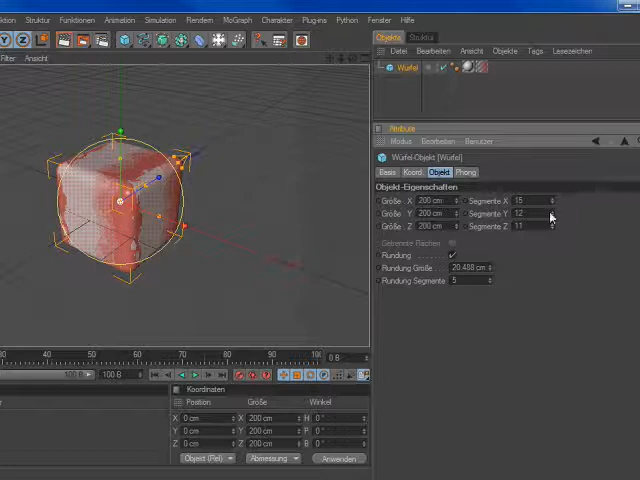 ktion Struktur Funktionen Animation Simulation Rendern MoGraph Charakter Plug-ins Python Fenster Hilfe
Filter Ansicht
Objekte Struktur
Datei Bearbeiten Ansicht Objekte Tags Lesezeichen
Würfel
Attribute
Modus Bearbeiten Benutzer
Würfel-Objekt [Würfel]
Basis Koord. Objekt Phong
Objekt-Eigenschaften
Größe . X 200 cm Segmente X 15
Größe . Y 200 cm Segmente Y 12
Größe . Z 200 cm Segmente Z 11
Getrennte Flächen
Rundung
Rundung Größe 20.488 cm
Rundung Segmente 5
30 40 50 60 70 80 90 100 0 B
100 B 100 B
Koordinaten
Position Größe Winkel
X 0 cm X 200 cm H 0 °
Y 0 cm Y 200 cm P 0 °
Z 0 cm Z 200 cm B 0 °
Objekt (Rel) Abmessung Anwenden